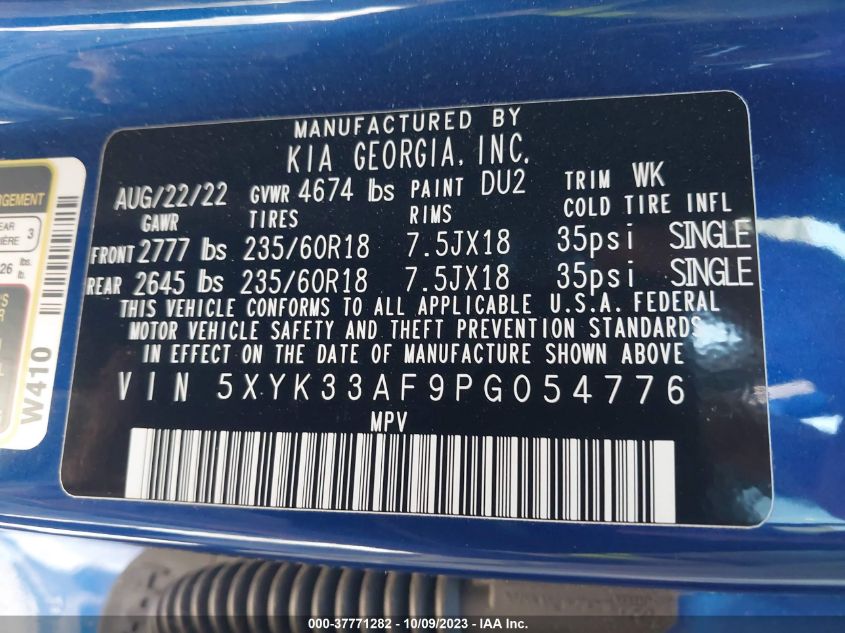 MANUFACTURED BY
KIA GEORGIA, INC.
AUG/22/22 GVWR 4674 lbs PAINT DU2 TRIM WK
GAWR TIRES RIMS COLD TIRE INFL
FRONT 2777 lbs 235/60R18 7.5JX18 35psi SINGLE
REAR 2645 lbs 235/60R18 7.5JX18 35psi SINGLE
THIS VEHICLE CONFORMS TO ALL APPLICABLE U.S.A. FEDERAL
MOTOR VEHICLE SAFETY AND THEFT PREVENTION STANDARDS
IN EFFECT ON THE DATE OF MANUFACTURE SHOWN ABOVE
VIN 5XYK33AF9PG054776
MPV
3
26 lbs.
W410
000-37771282 - 10/09/2023 - IAA Inc.